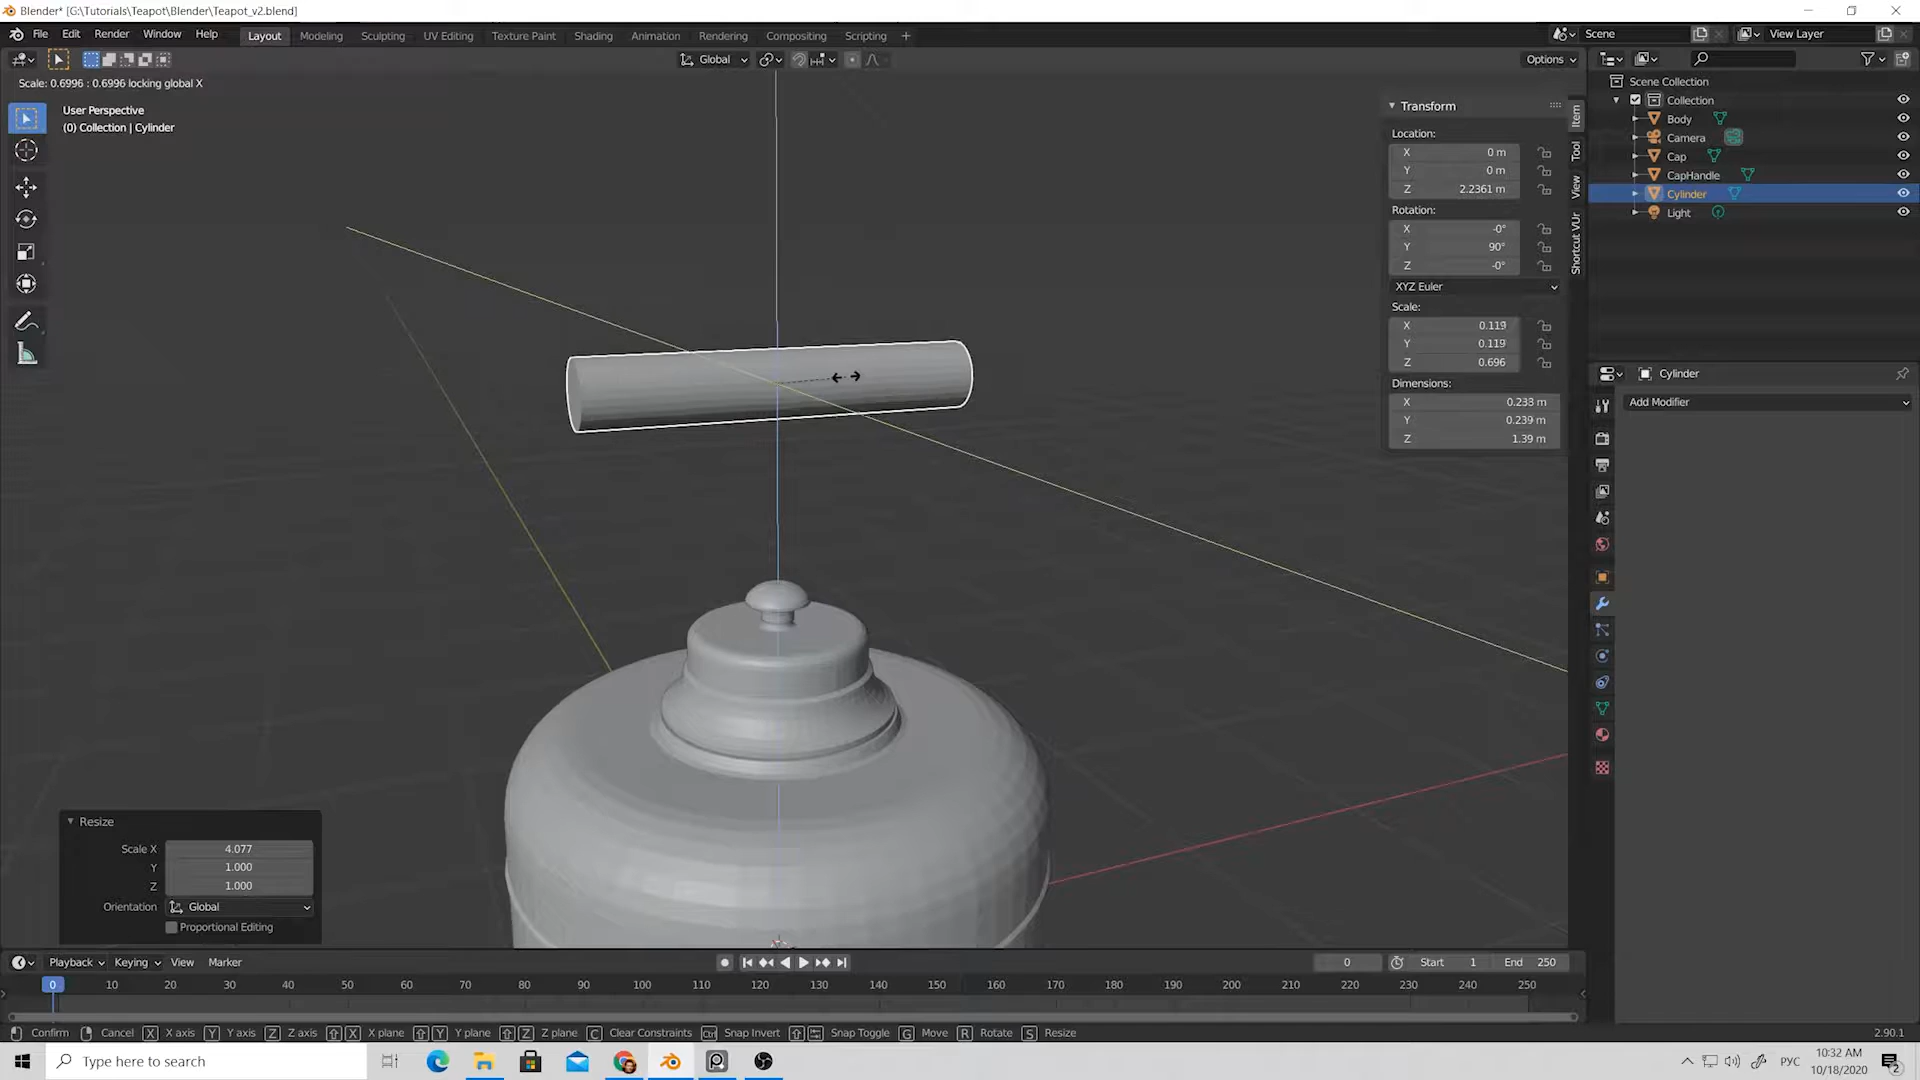 Blender* [G:\Tutorials\Teapot\Blender\Teapot_v2.blend]
File Edit Render Window Help Layout Modeling Sculpting UV Editing Texture Paint Shading Animation Rendering Compositing Scripting + Scene View Layer
Global Options
Scale: 0.6996 : 0.6996 locking global X
User Perspective
(0) Collection | Cylinder
Transform
Location:
X 0 m
Y 0 m
Z 2.2361 m
Rotation:
X -0°
Y 90°
Z -0°
XYZ Euler
Scale:
X 0.119
Y 0.119
Z 0.696
Dimensions:
X 0.233 m
Y 0.239 m
Z 1.39 m
Item
Tool
View
Shortcut VUr
Scene Collection
Collection
Body
Camera
Cap
CapHandle
Cylinder
Light
Cylinder
Add Modifier
Resize
Scale X 4.077
Y 1.000
Z 1.000
Orientation Global
Proportional Editing
Playback Keying View Marker 0 Start 1 End 250
0 10 20 30 40 50 60 70 80 90 100 110 120 130 140 150 160 170 180 190 200 210 220 230 240 250
Confirm Cancel X X axis Y Y axis Z Z axis X X plane Y Y plane Z Z plane C Clear Constraints Ctrl Snap Invert Snap Toggle G Move R Rotate S Resize 2.90.1
Type here to search
РУС
10:32 AM
10/18/2020
2